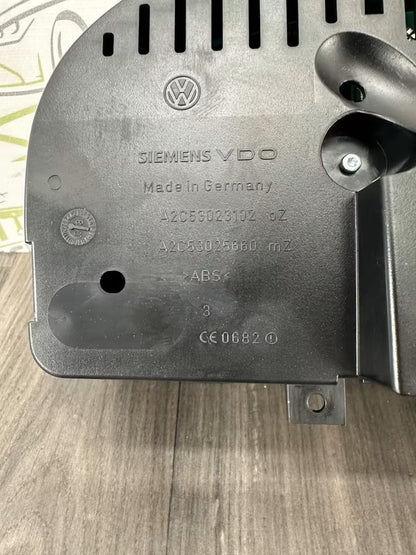 SIEMENS VDO
Made in Germany
A2C53023102 oZ
A2C53025660 mZ
>ABS<
3
CE 0682